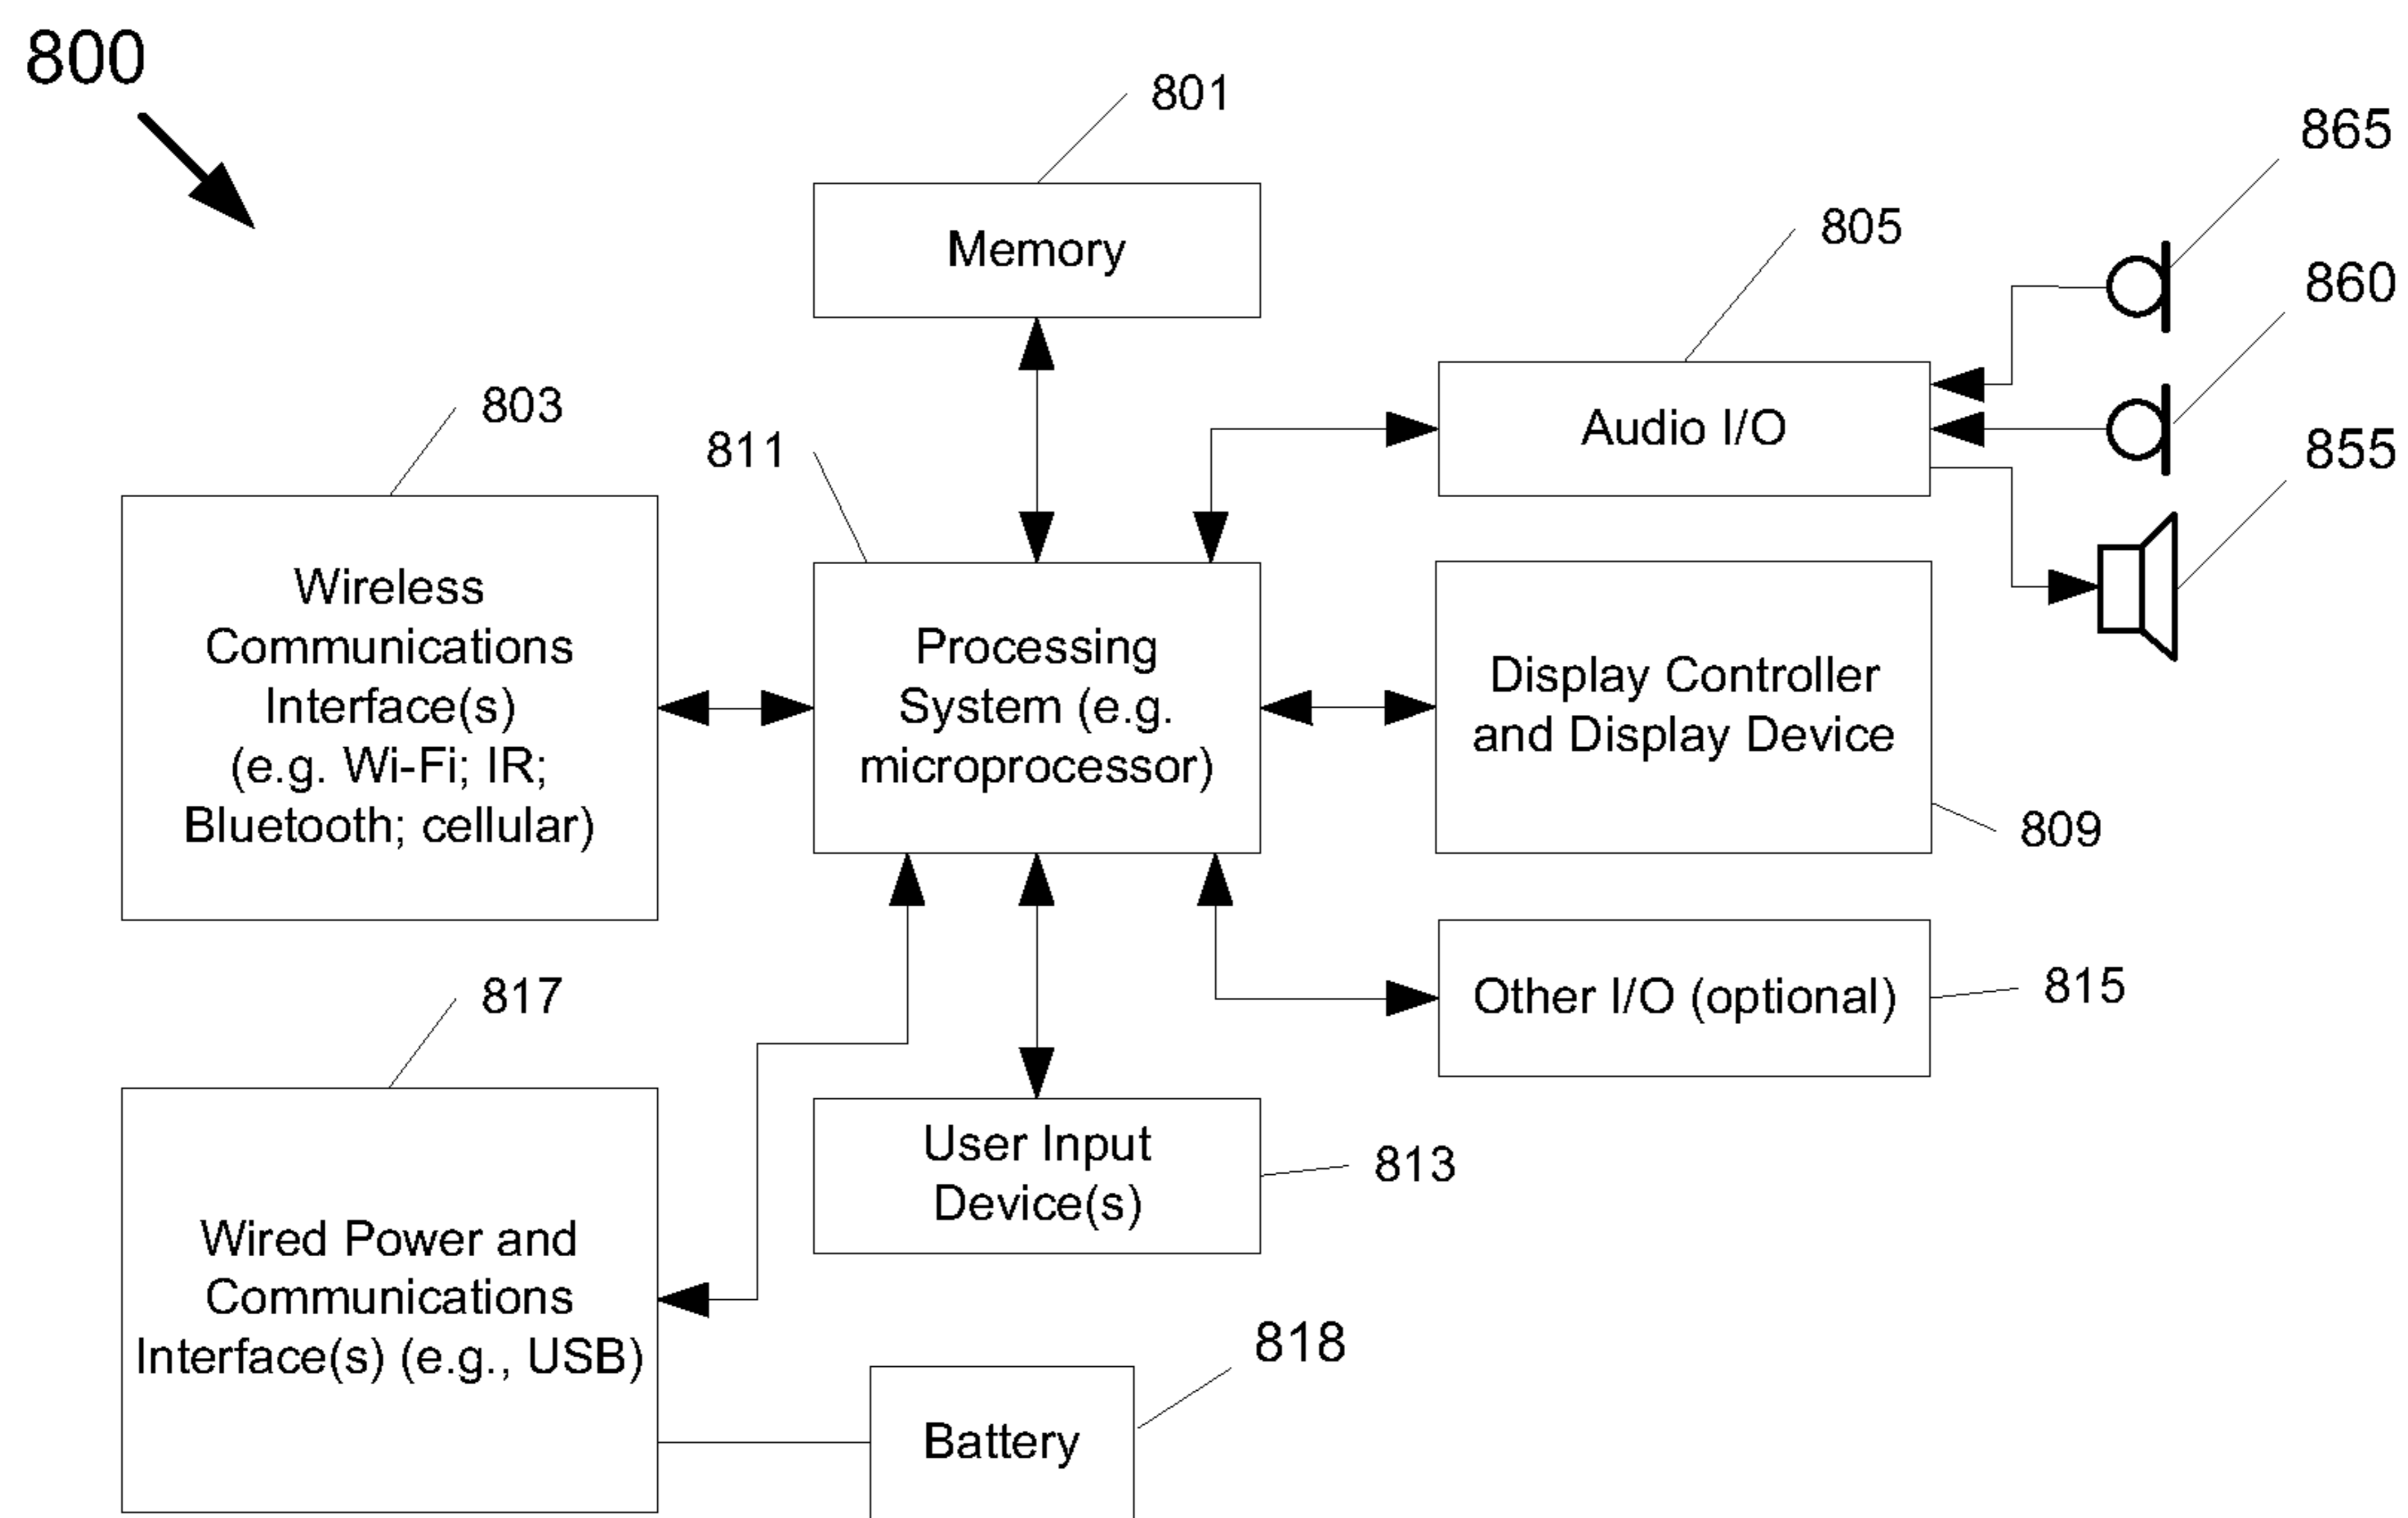 800
801
865
Memory
805
860
803
Audio I/O
811
855
Wireless
Communications
Interface(s)
(e.g. Wi-Fi; IR;
Bluetooth; cellular)
Processing
System (e.g.
microprocessor)
Display Controller
and Display Device
809
817
Other I/O (optional)
815
User Input
Device(s)
813
Wired Power and
Communications
Interface(s) (e.g., USB)
818
Battery